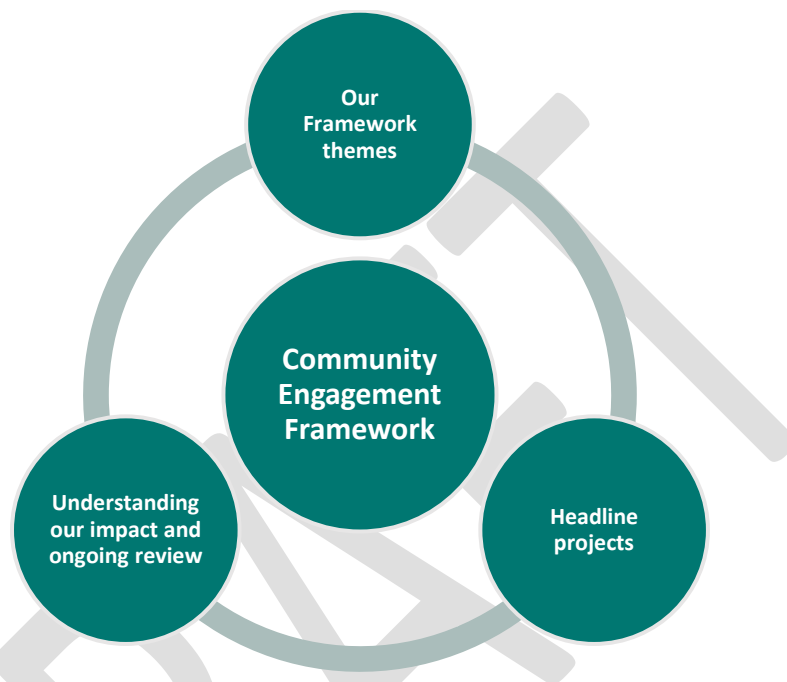 Our
Framework
themes
Community
Engagement
Framework
Understanding
our impact and
ongoing review
Headline
projects